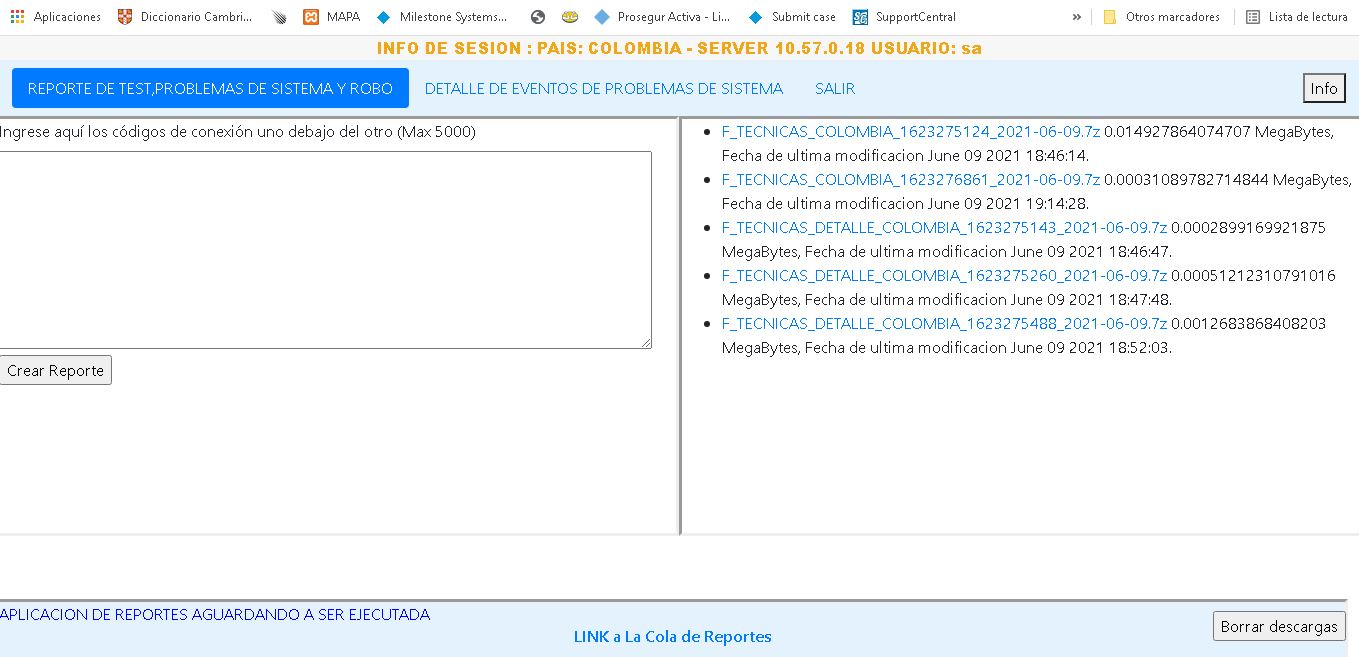 Aplicaciones Diccionario Cambri... MAPA Milestone Systems... Prosegur Activa - Li... Submit case SupportCentral » Otros marcadores Lista de lectura
INFO DE SESION : PAIS: COLOMBIA - SERVER 10.57.0.18 USUARIO: sa
REPORTE DE TEST,PROBLEMAS DE SISTEMA Y ROBO DETALLE DE EVENTOS DE PROBLEMAS DE SISTEMA SALIR Info
Ingrese aquí los códigos de conexión uno debajo del otro (Max 5000)
Crear Reporte
F_TECNICAS_COLOMBIA_1623275124_2021-06-09.7z 0.014927864074707 MegaBytes,
Fecha de ultima modificacion June 09 2021 18:46:14.
F_TECNICAS_COLOMBIA_1623276861_2021-06-09.7z 0.00031089782714844 MegaBytes,
Fecha de ultima modificacion June 09 2021 19:14:28.
F_TECNICAS_DETALLE_COLOMBIA_1623275143_2021-06-09.7z 0.0002899169921875
MegaBytes, Fecha de ultima modificacion June 09 2021 18:46:47.
F_TECNICAS_DETALLE_COLOMBIA_1623275260_2021-06-09.7z 0.00051212310791016
MegaBytes, Fecha de ultima modificacion June 09 2021 18:47:48.
F_TECNICAS_DETALLE_COLOMBIA_1623275488_2021-06-09.7z 0.0012683868408203
MegaBytes, Fecha de ultima modificacion June 09 2021 18:52:03.
APLICACION DE REPORTES AGUARDANDO A SER EJECUTADA
LINK a La Cola de Reportes
Borrar descargas